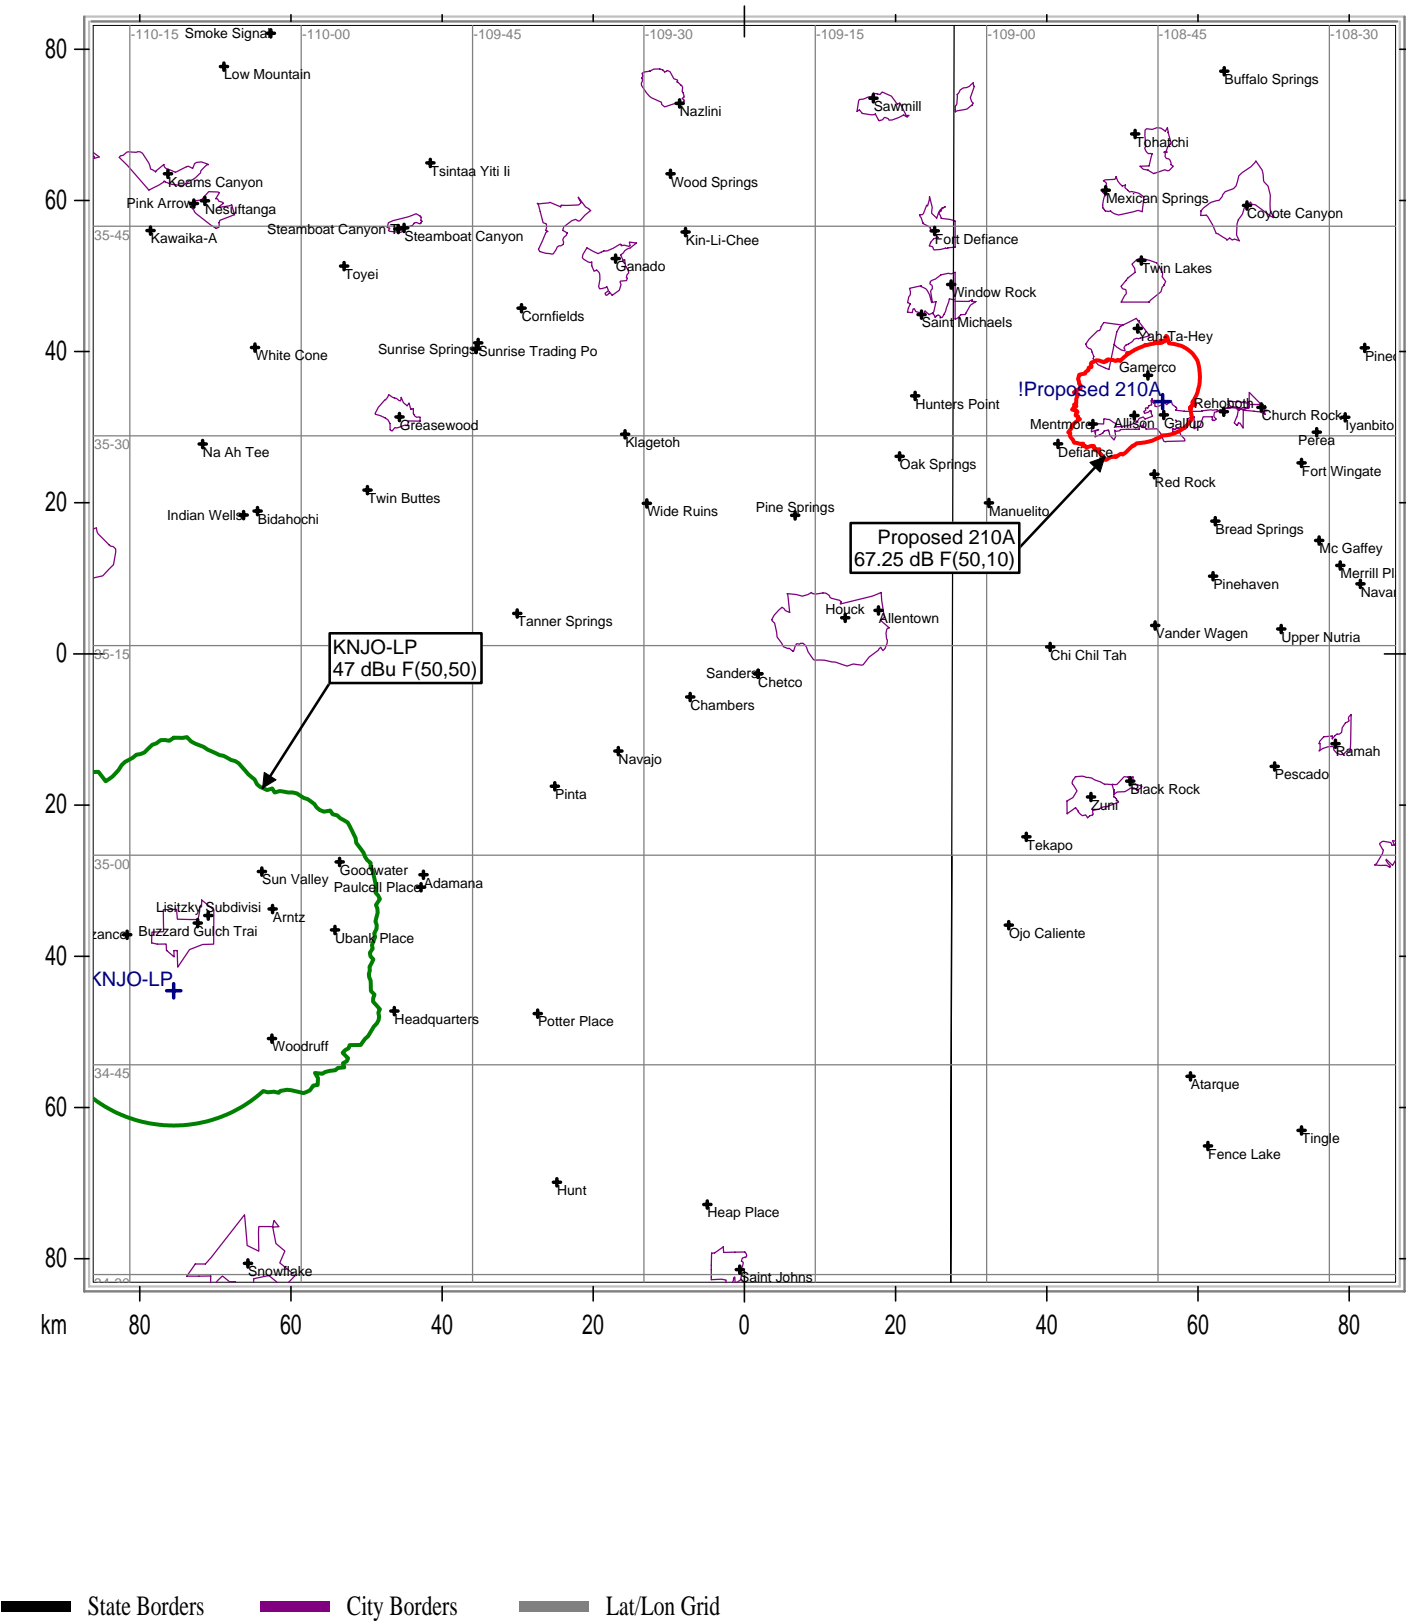 -110-15
-110-00
-109-45
-109-30
-109-15
-109-00
-108-45
-108-30
80
Smoke Signal
Low Mountain
Nazlini
Sawmill
Buffalo Springs
Tohatchi
Tsintaa Yiti Ii
Wood Springs
Keams Canyon
Mexican Springs
60
Pink Arrow
Nesuftanga
Coyote Canyon
35-45
Kawaika-A
Steamboat Canyon
Steamboat Canyon
Kin-Li-Chee
Fort Defiance
Toyei
Ganado
Twin Lakes
Window Rock
Cornfields
Saint Michaels
Yah-Ta-Hey
40
White Cone
Sunrise Springs
Sunrise Trading Po
Gamerco
!Proposed 210A
Hunters Point
Rehoboth
Church Rock
Iyanbito
Greasewood
Mentmore
Allison
Gallup
35-30
Na Ah Tee
Klagetoh
Defiance
Perea
Oak Springs
Red Rock
Fort Wingate
Twin Buttes
20
Indian Wells
Bidahochi
Wide Ruins
Pine Springs
Manuelito
Bread Springs
Proposed 210A
67.25 dB F(50,10)
Mc Gaffey
Merrill Pl
Pinehaven
Tanner Springs
Houck
Allentown
Vander Wagen
Upper Nutria
0
35-15
KNJO-LP
47 dBu F(50,50)
Chi Chil Tah
Sanders
Chetco
Chambers
Navajo
Ramah
Pescado
Pinta
Black Rock
Zuni
20
Tekapo
35-00
Sun Valley
Goodwater
Paulcell Place
Adamana
Lisitzky Subdivisi
Arntz
Buzzard Gulch Trai
Ubank Place
Ojo Caliente
40
KNJO-LP
Headquarters
Potter Place
Woodruff
34-45
Atarque
60
Tingle
Fence Lake
Hunt
Heap Place
80
Snowflake
Saint Johns
km
80
60
40
20
0
20
40
60
80
State Borders
City Borders
Lat/Lon Grid